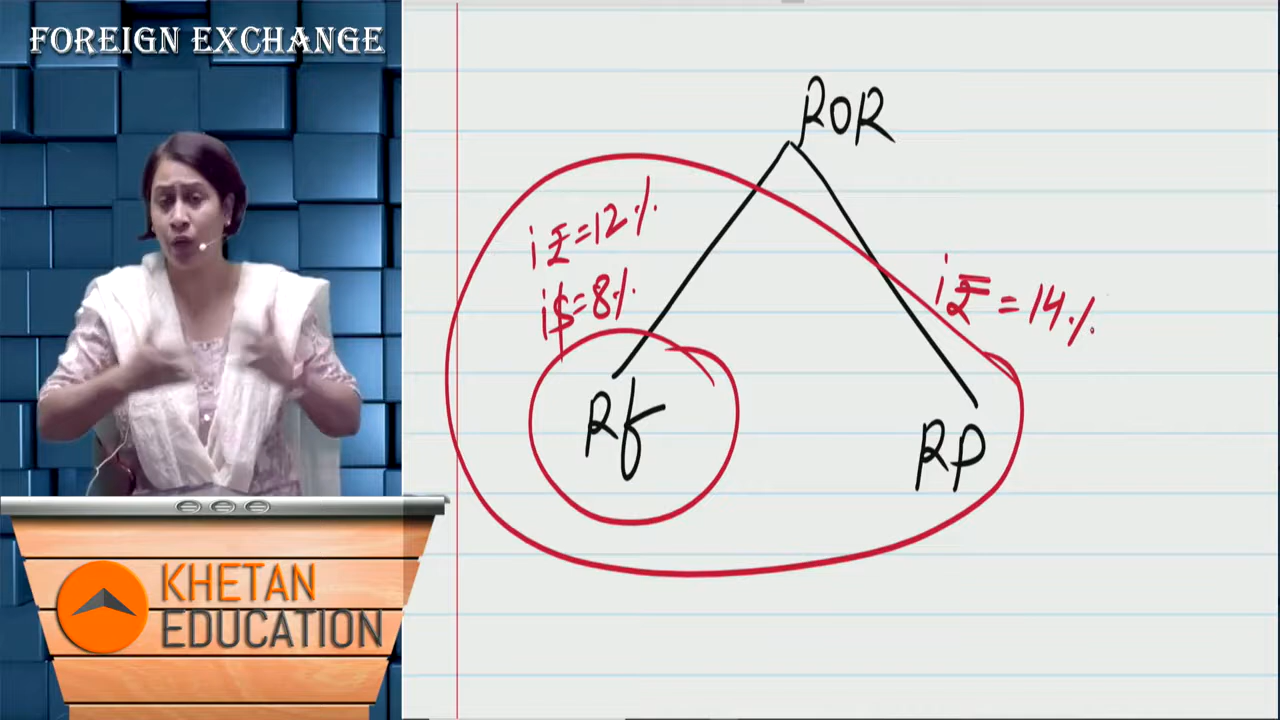 FOREIGN EXCHANGE
ROR
i₹=12%
i$=8%
i₹=14%
Rf
RP
KHETAN
EDUCATION